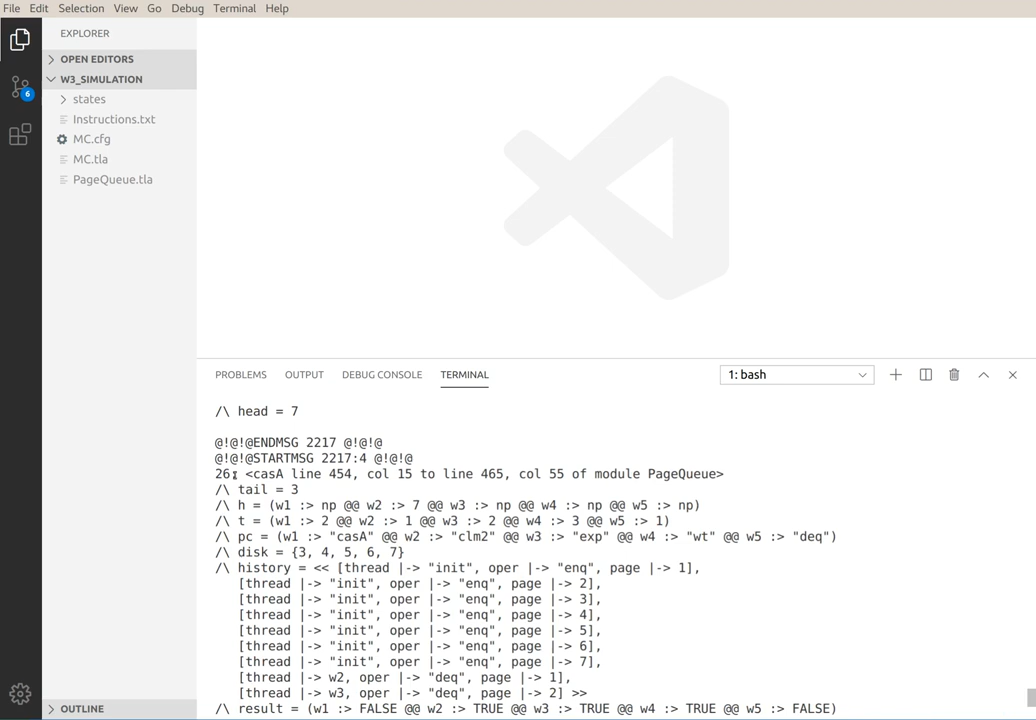 File Edit Selection View Go Debug Terminal Help
EXPLORER
OPEN EDITORS
W3_SIMULATION
6
states
Instructions.txt
MC.cfg
MC.tla
PageQueue.tla
PROBLEMS OUTPUT DEBUG CONSOLE TERMINAL 1: bash
/\ head = 7
@!@!@ENDMSG 2217 @!@!@
@!@!@STARTMSG 2217:4 @!@!@
26: <casA line 454, col 15 to line 465, col 55 of module PageQueue>
/\ tail = 3
/\ h = (w1 :> np @@ w2 :> 7 @@ w3 :> np @@ w4 :> np @@ w5 :> np)
/\ t = (w1 :> 2 @@ w2 :> 1 @@ w3 :> 2 @@ w4 :> 3 @@ w5 :> 1)
/\ pc = (w1 :> "casA" @@ w2 :> "clm2" @@ w3 :> "exp" @@ w4 :> "wt" @@ w5 :> "deq")
/\ disk = {3, 4, 5, 6, 7}
/\ history = << [thread |-> "init", oper |-> "enq", page |-> 1],
[thread |-> "init", oper |-> "enq", page |-> 2],
[thread |-> "init", oper |-> "enq", page |-> 3],
[thread |-> "init", oper |-> "enq", page |-> 4],
[thread |-> "init", oper |-> "enq", page |-> 5],
[thread |-> "init", oper |-> "enq", page |-> 6],
[thread |-> "init", oper |-> "enq", page |-> 7],
[thread |-> w2, oper |-> "deq", page |-> 1],
[thread |-> w3, oper |-> "deq", page |-> 2] >>
/\ result = (w1 :> FALSE @@ w2 :> TRUE @@ w3 :> TRUE @@ w4 :> TRUE @@ w5 :> FALSE)
OUTLINE